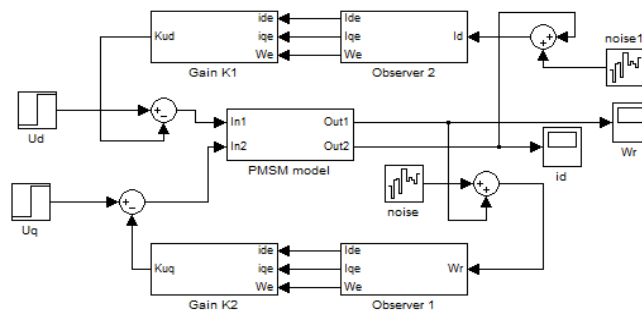 Kud
ide
iqe
We
Gain K1
Ide
Iqe
We
Id
Observer 2
+
+
noise1
Ud
+
−
In1
In2
Out1
Out2
PMSM model
id
Wr
Uq
+
−
noise
+
+
Kuq
ide
iqe
We
Gain K2
Ide
Iqe
We
Wr
Observer 1